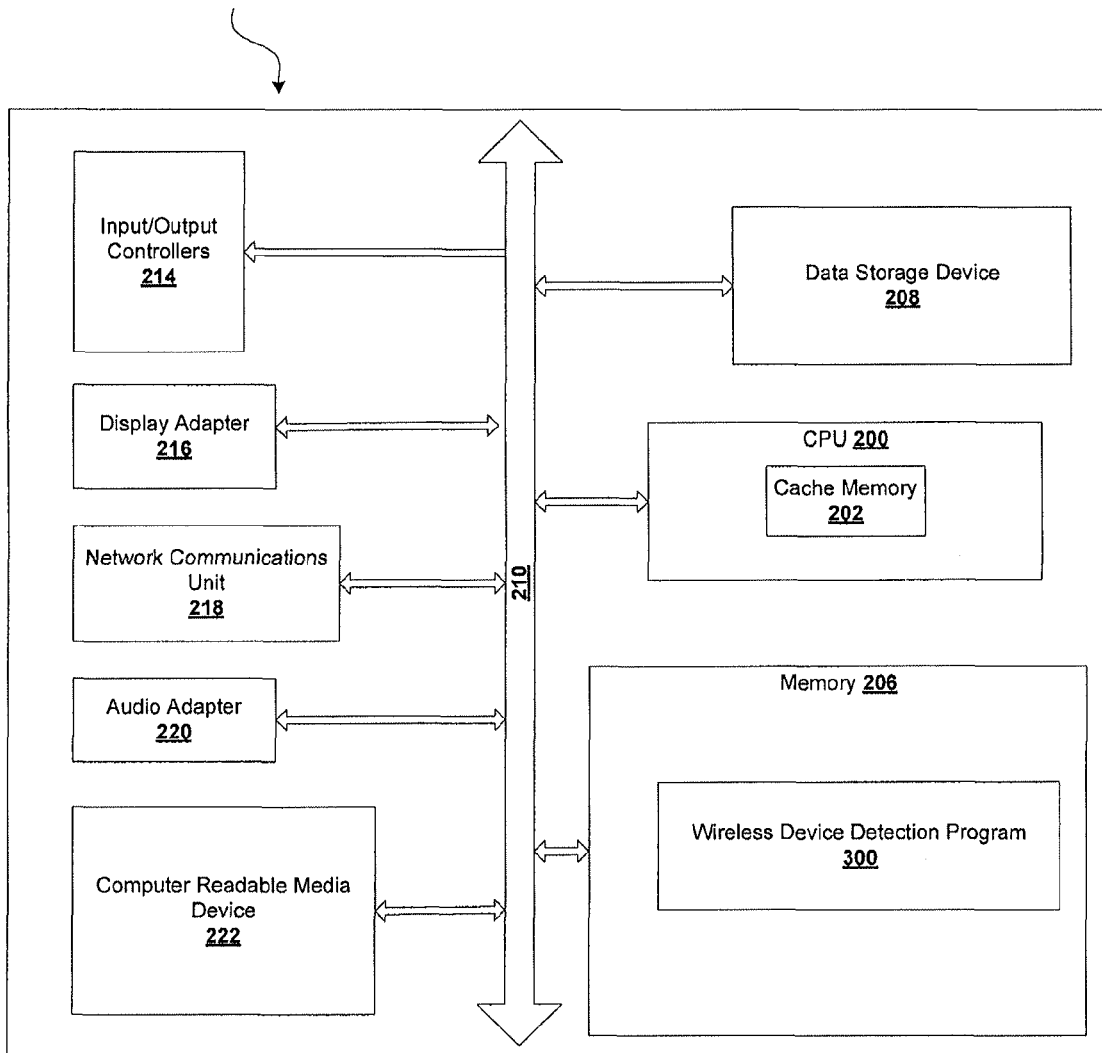 Input/Output
Controllers
214
Display Adapter
216
Network Communications
Unit
218
Audio Adapter
220
Computer Readable Media
Device
222
210
Data Storage Device
208
CPU 200
Cache Memory
202
Memory 206
Wireless Device Detection Program
300